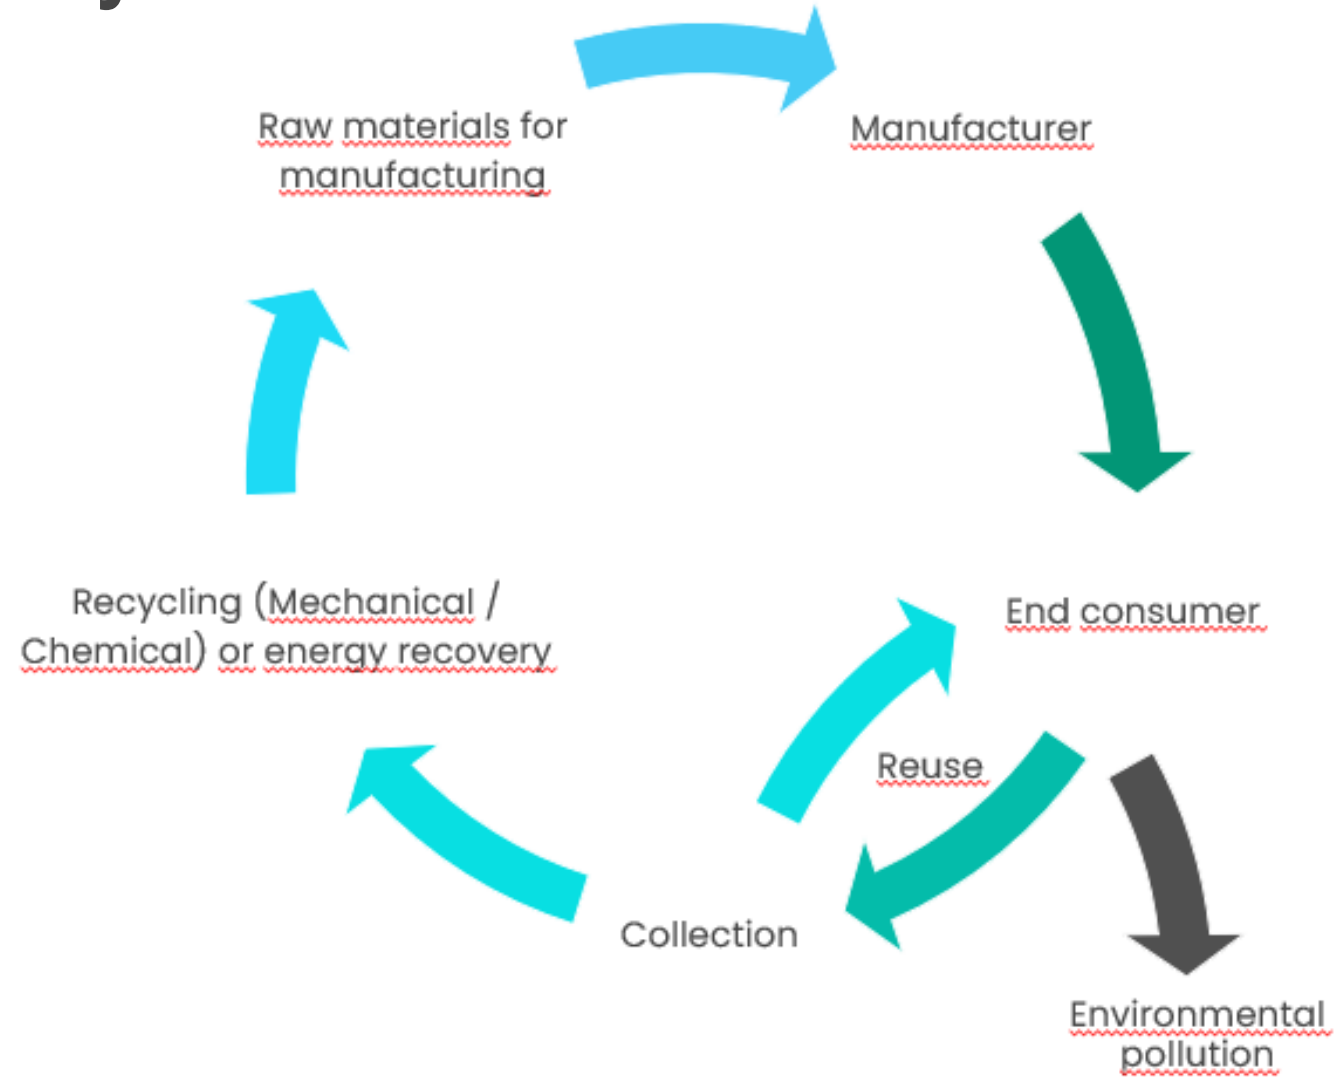 Raw materials for
manufacturing
Manufacturer
Recycling (Mechanical /
Chemical) or energy recovery
End consumer
Reuse
Collection
Environmental
pollution